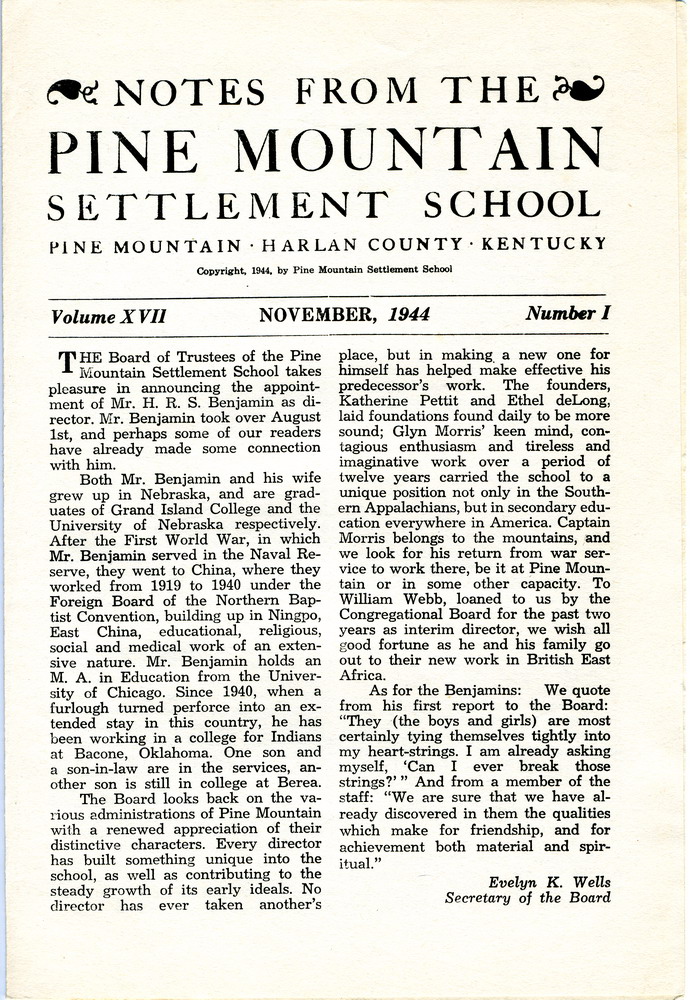 NOTES FROM THE
PINE MOUNTAIN
SETTLEMENT SCHOOL
PINE MOUNTAIN · HARLAN COUNTY · KENTUCKY
Copyright, 1944, by Pine Mountain Settlement School
Volume XVII NOVEMBER, 1944 Number I
THE Board of Trustees of the Pine
Mountain Settlement School takes
pleasure in announcing the appoint-
ment of Mr. H. R. S. Benjamin as di-
rector. Mr. Benjamin took over August
1st, and perhaps some of our readers
have already made some connection
with him.
Both Mr. Benjamin and his wife
grew up in Nebraska, and are grad-
uates of Grand Island College and the
University of Nebraska respectively.
After the First World War, in which
Mr. Benjamin served in the Naval Re-
serve, they went to China, where they
worked from 1919 to 1940 under the
Foreign Board of the Northern Bap-
tist Convention, building up in Ningpo,
East China, educational, religious,
social and medical work of an exten-
sive nature. Mr. Benjamin holds an
M. A. in Education from the Univer-
sity of Chicago. Since 1940, when a
furlough turned perforce into an ex-
tended stay in this country, he has
been working in a college for Indians
at Bacone, Oklahoma. One son and
a son-in-law are in the services, an-
other son is still in college at Berea.
The Board looks back on the va-
rious administrations of Pine Mountain
with a renewed appreciation of their
distinctive characters. Every director
has built something unique into the
school, as well as contributing to the
steady growth of its early ideals. No
director has ever taken another's
place, but in making a new one for
himself has helped make effective his
predecessor's work. The founders,
Katherine Pettit and Ethel deLong,
laid foundations found daily to be more
sound; Glyn Morris' keen mind, con-
tagious enthusiasm and tireless and
imaginative work over a period of
twelve years carried the school to a
unique position not only in the South-
ern Appalachians, but in secondary edu-
cation everywhere in America. Captain
Morris belongs to the mountains, and
we look for his return from war ser-
vice to work there, be it at Pine Moun-
tain or in some other capacity. To
William Webb, loaned to us by the
Congregational Board for the past two
years as interim director, we wish all
good fortune as he and his family go
out to their new work in British East
Africa.
As for the Benjamins: We quote
from his first report to the Board:
"They (the boys and girls) are most
certainly tying themselves tightly into
my heart-strings. I am already asking
myself, 'Can I ever break those
strings?' " And from a member of the
staff: "We are sure that we have al-
ready discovered in them the qualities
which make for friendship, and for
achievement both material and spir-
itual."
Evelyn K. Wells
Secretary of the Board